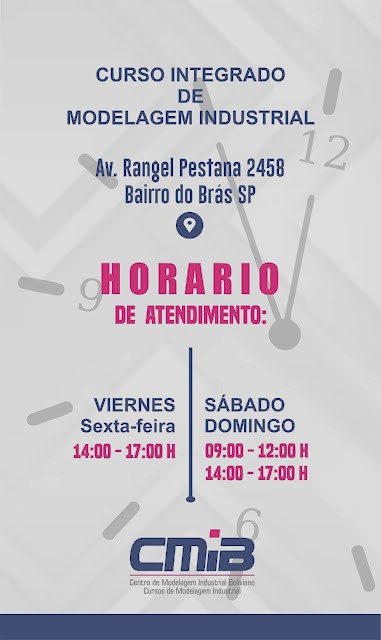 CURSO INTEGRADO
DE
MODELAGEM INDUSTRIAL
Av. Rangel Pestana 2458
Bairro do Brás SP
12
9
6
HORARIO
DE ATENDIMENTO:
VIERNES
Sexta-feira
14:00 - 17:00 H
SÁBADO
DOMINGO
09:00 - 12:00 H
14:00 - 17:00 H
CMIB
Centro de Modelagem Industrial Boliviano
Cursos de Modelagem Industrial